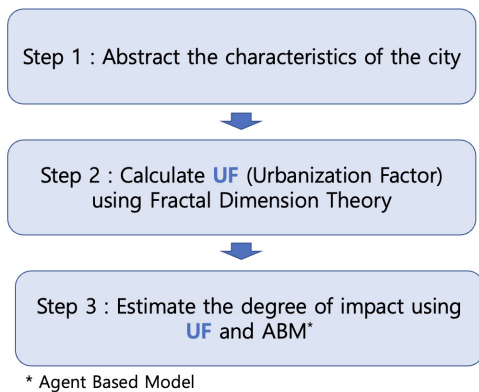 Step 1 : Abstract the characteristics of the city
Step 2 : Calculate UF (Urbanization Factor)
using Fractal Dimension Theory
Step 3 : Estimate the degree of impact using
UF and ABM*
* Agent Based Model